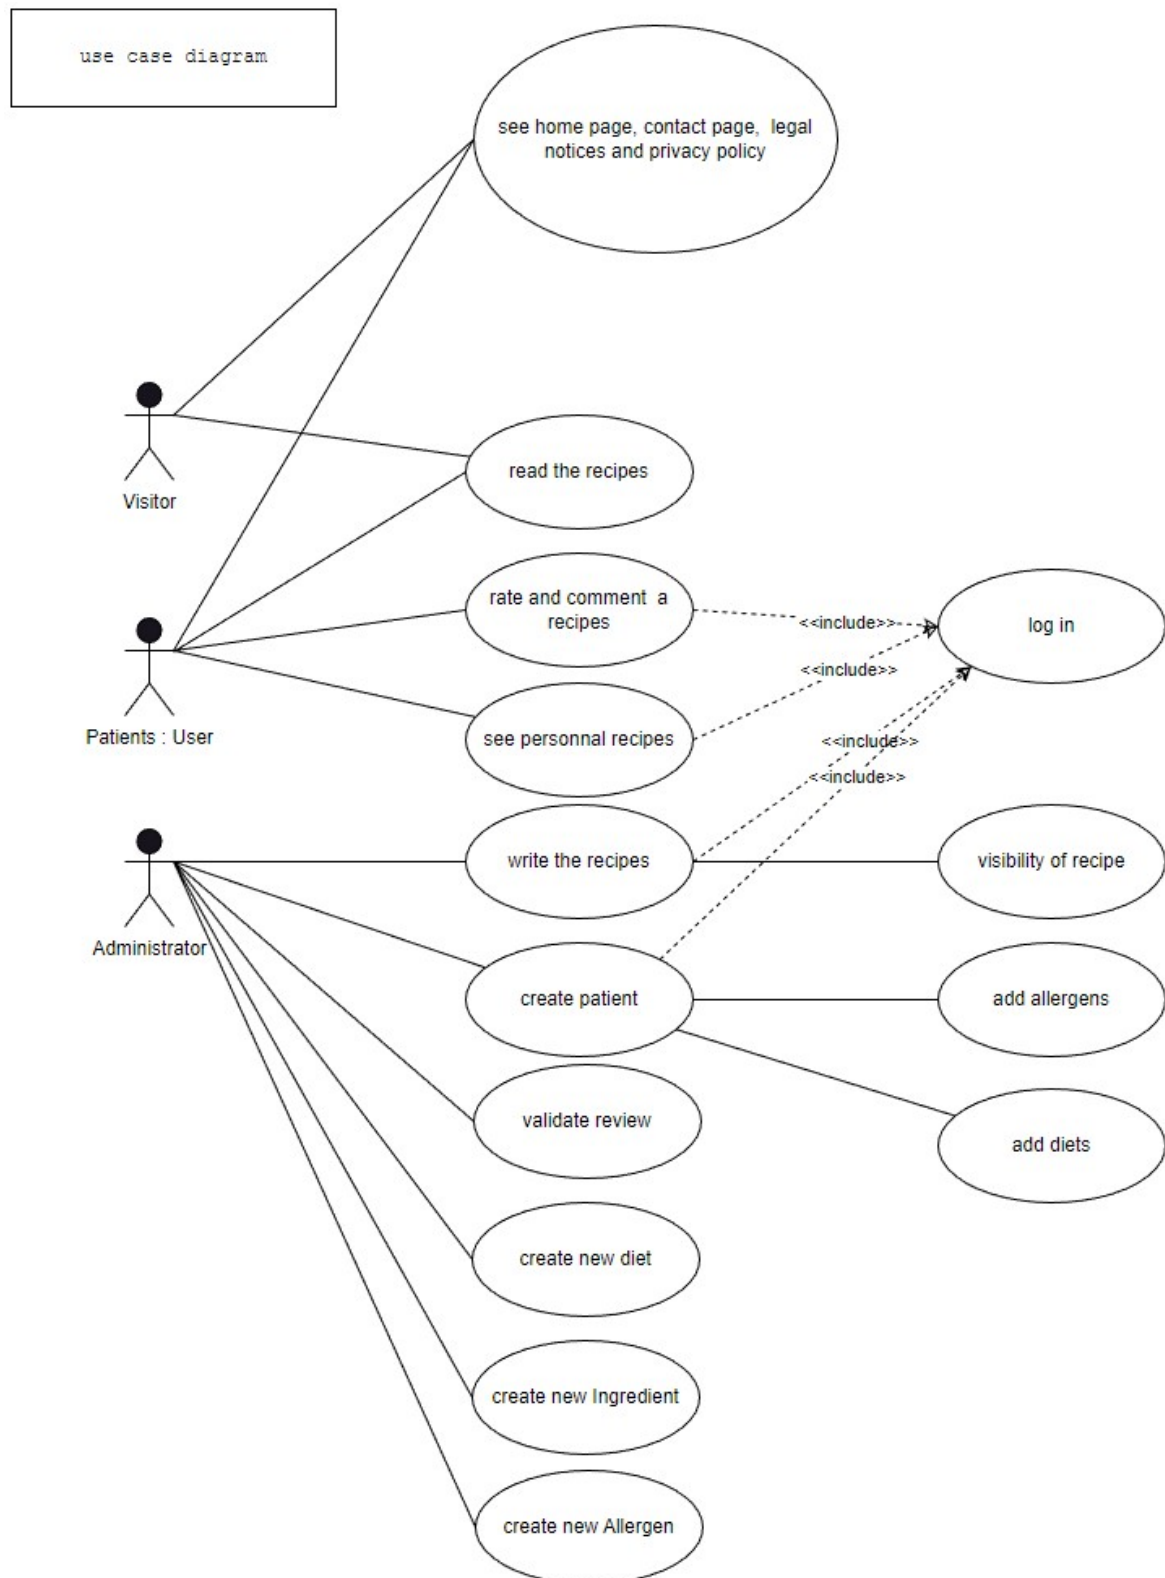 use case diagram
see home page, contact page, legal
notices and privacy policy
Visitor
read the recipes
rate and comment a
recipes
<<include>>
log in
<<include>>
Patients : User
see personnal recipes
<<include>>
<<include>>
Administrator
write the recipes
visibility of recipe
create patient
add allergens
validate review
add diets
create new diet
create new Ingredient
create new Allergen